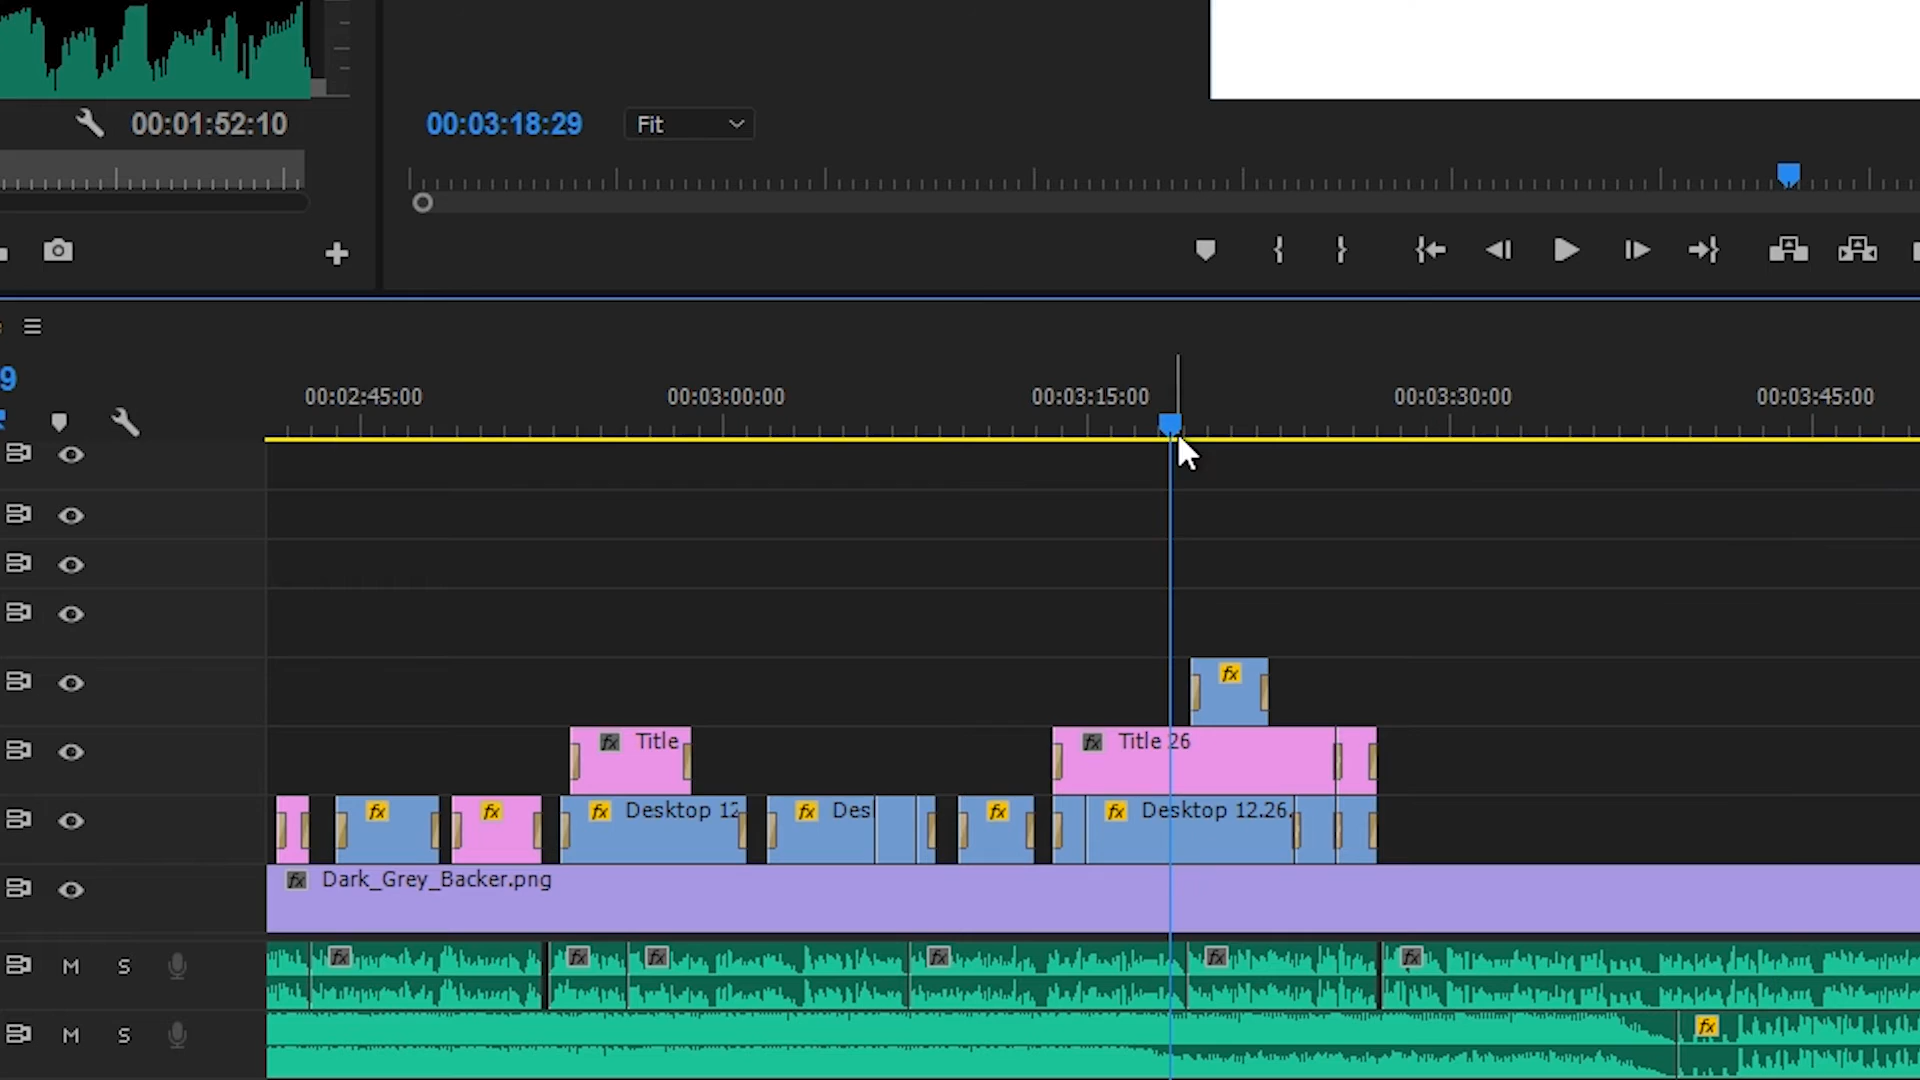 00:01:52:10
00:03:18:29
Fit
9
00:02:45:00
00:03:00:00
00:03:15:00
00:03:30:00
00:03:45:00
fx
fx Title
fx Title 26
fx
fx
fx Desktop 12
fx Des
fx
fx Desktop 12.26.
fx Dark_Grey_Backer.png
M S
fx
fx
fx
fx
fx
fx
M S
fx